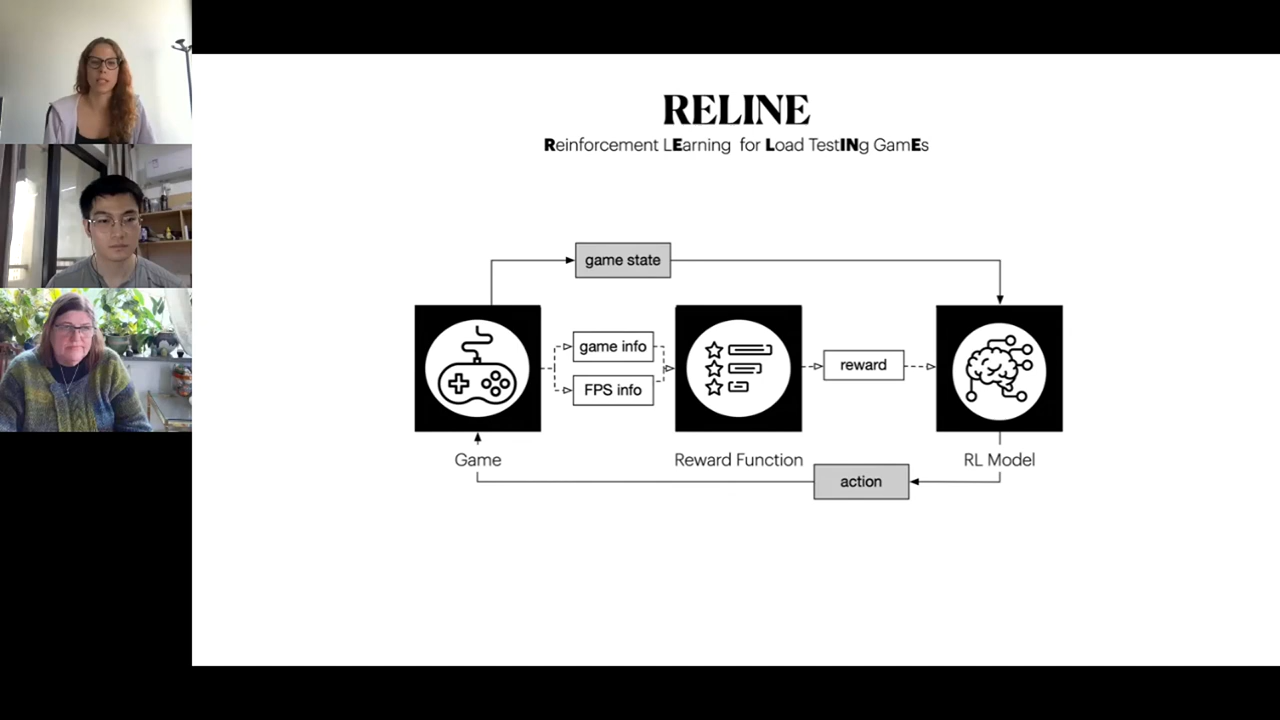 RELINE
Reinforcement LEarning for Load TestINg GamEs
game state
game info
FPS info
reward
Game
Reward Function
RL Model
action